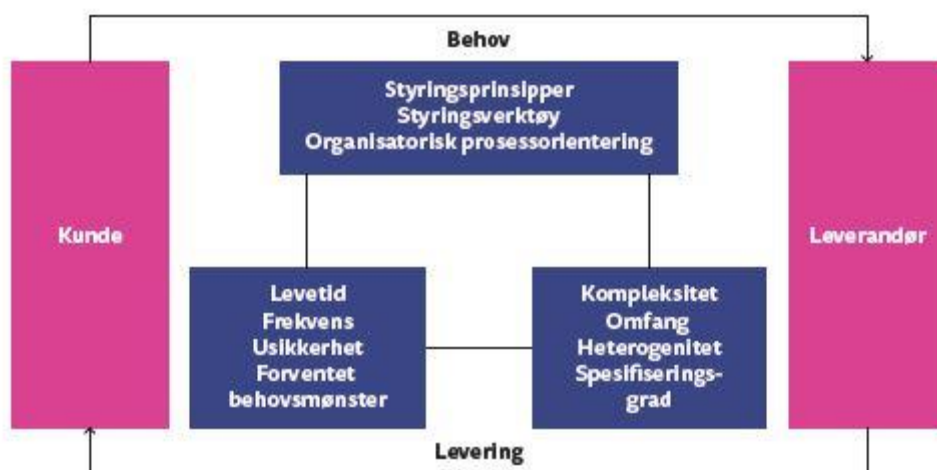 Behov
Styringsprinsipper
Styringsverktøy
Organisatorisk prosessorientering
Kunde
Leverandør
Levetid
Frekvens
Usikkerhet
Forventet
behovsmønster
Kompleksitet
Omfang
Heterogenitet
Spesifiserings-
grad
Levering